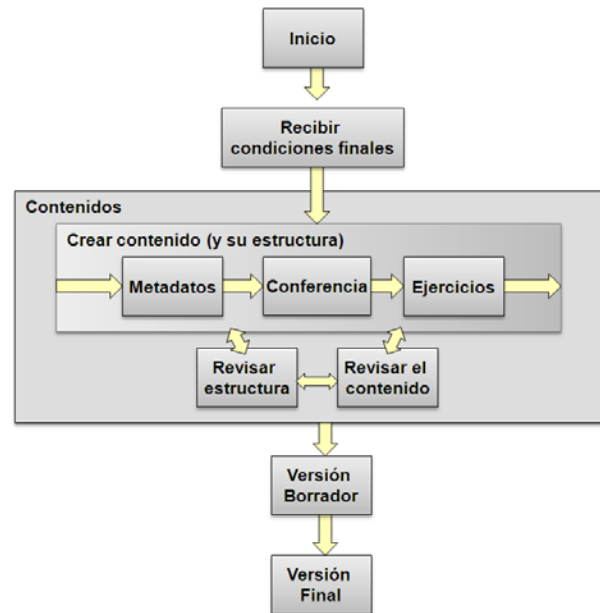 Inicio
Recibir
condiciones finales
Contenidos
Crear contenido (y su estructura)
Metadatos
Conferencia
Ejercicios
Revisar
estructura
Revisar el
contenido
Versión
Borrador
Versión
Final